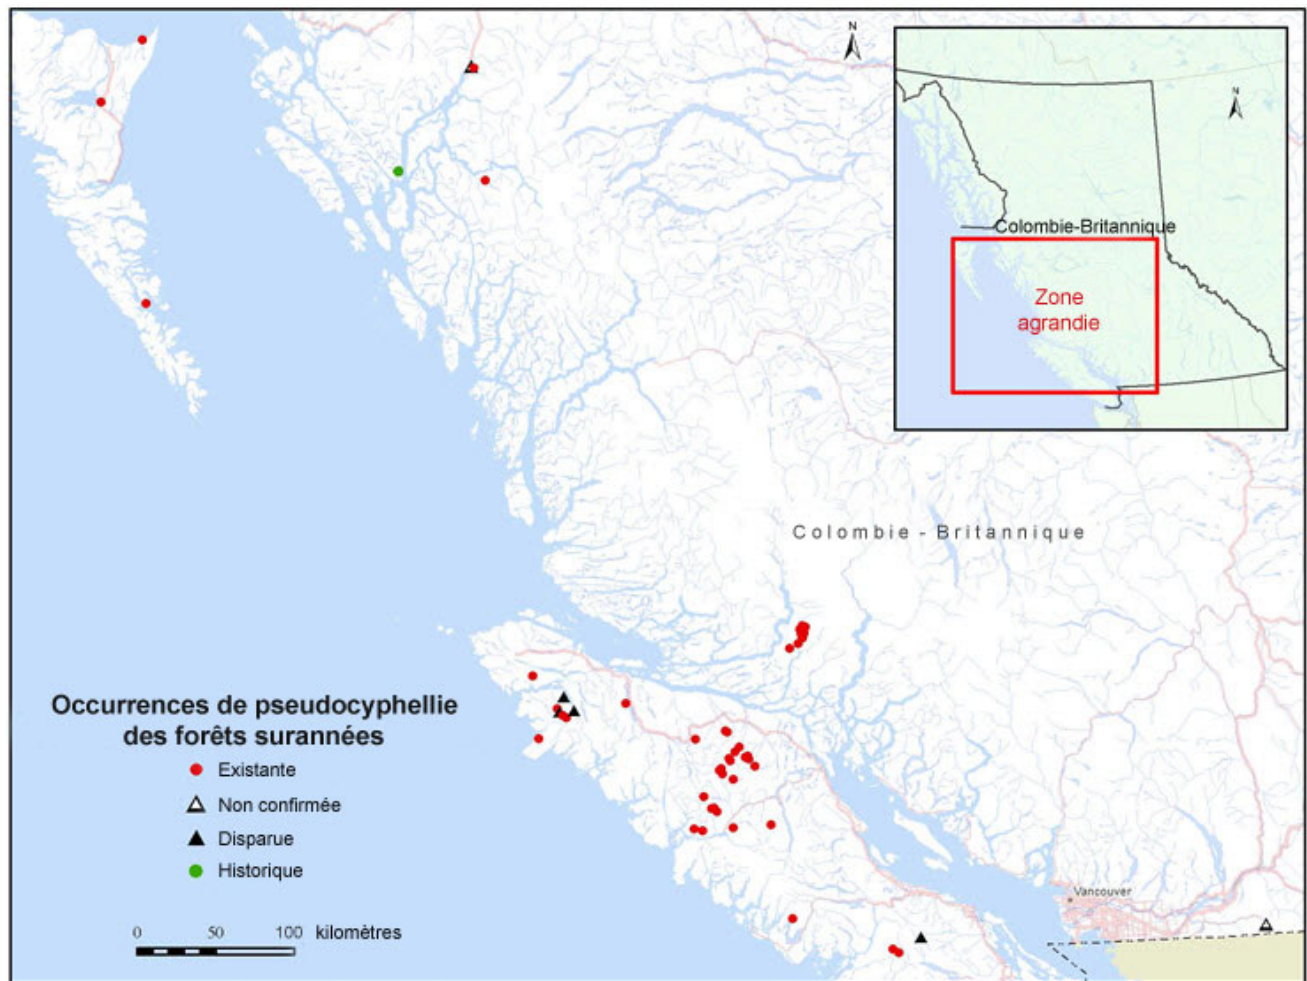 N
N
Colombie-Britannique
Zone
agrandie
Colombie - Britannique
Occurrences de pseudocyphellie
des forêts surannées
Existante
Non confirmée
Disparue
Historique
0 50 100 kilomètres
Vancouver